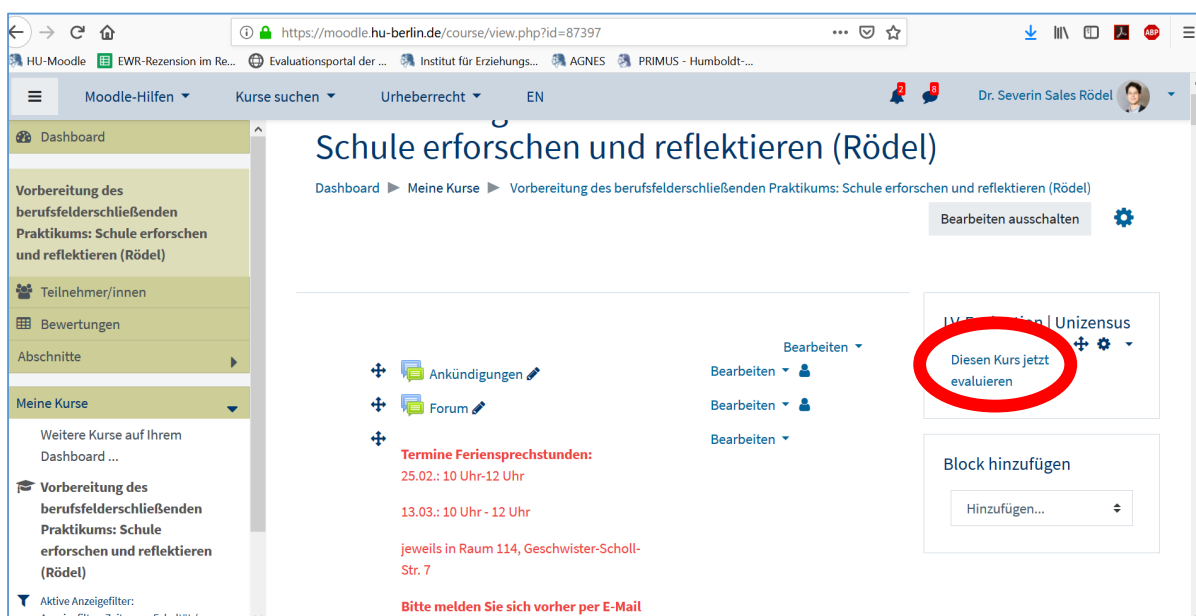 https://moodle.hu-berlin.de/course/view.php?id=87397
HU-Moodle EWR-Rezension im Re... Evaluationsportal der ... Institut für Erziehungs... AGNES PRIMUS - Humboldt-...
Moodle-Hilfen Kurse suchen Urheberrecht EN 2 8 Dr. Severin Sales Rödel
Dashboard
Vorbereitung des
berufsfelderschließenden
Praktikums: Schule erforschen
und reflektieren (Rödel)
Teilnehmer/innen
Bewertungen
Abschnitte
Meine Kurse
Weitere Kurse auf Ihrem
Dashboard ...
Vorbereitung des
berufsfelderschließenden
Praktikums: Schule
erforschen und reflektieren
(Rödel)
Aktive Anzeigefilter:
Schule erforschen und reflektieren (Rödel)
Dashboard ▶ Meine Kurse ▶ Vorbereitung des berufsfelderschließenden Praktikums: Schule erforschen und reflektieren (Rödel)
Bearbeiten ausschalten
Bearbeiten
Ankündigungen Bearbeiten
Forum Bearbeiten
Bearbeiten
Termine Feriensprechstunden:
25.02.: 10 Uhr-12 Uhr
13.03.: 10 Uhr - 12 Uhr
jeweils in Raum 114, Geschwister-Scholl-
Str. 7
Bitte melden Sie sich vorher per E-Mail
LV-Evaluation | Unizensus
Diesen Kurs jetzt
evaluieren
Block hinzufügen
Hinzufügen...
ABP